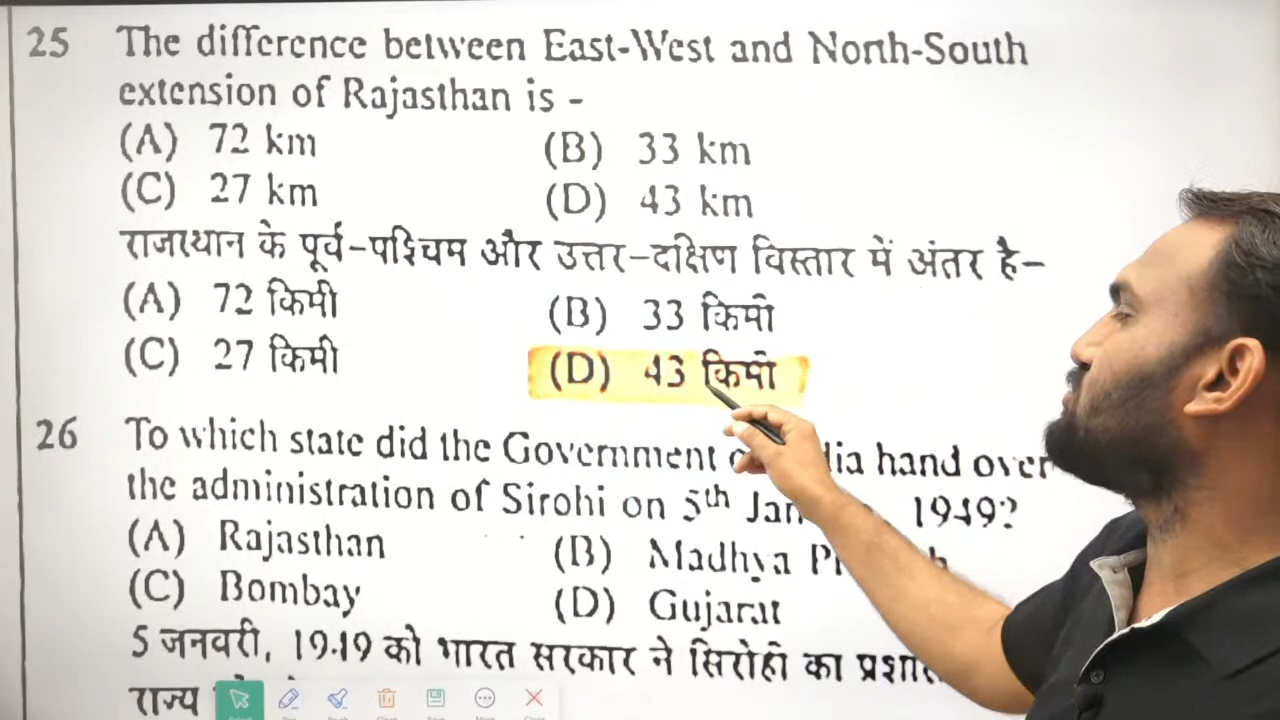 25 The difference between East-West and North-South
extension of Rajasthan is -
(A) 72 km (B) 33 km
(C) 27 km (D) 43 km
राजस्थान के पूर्व-पश्चिम और उत्तर-दक्षिण विस्तार में अंतर है-
(A) 72 किमी (B) 33 किमी
(C) 27 किमी (D) 43 किमी
26 To which state did the Government hand over
the administration of Sirohi on 5th 1949?
(A) Rajasthan (B) Madhya
(C) Bombay (D) Gujarat
5 जनवरी, 1949 को भारत सरकार ने सिरोही का
राज्य